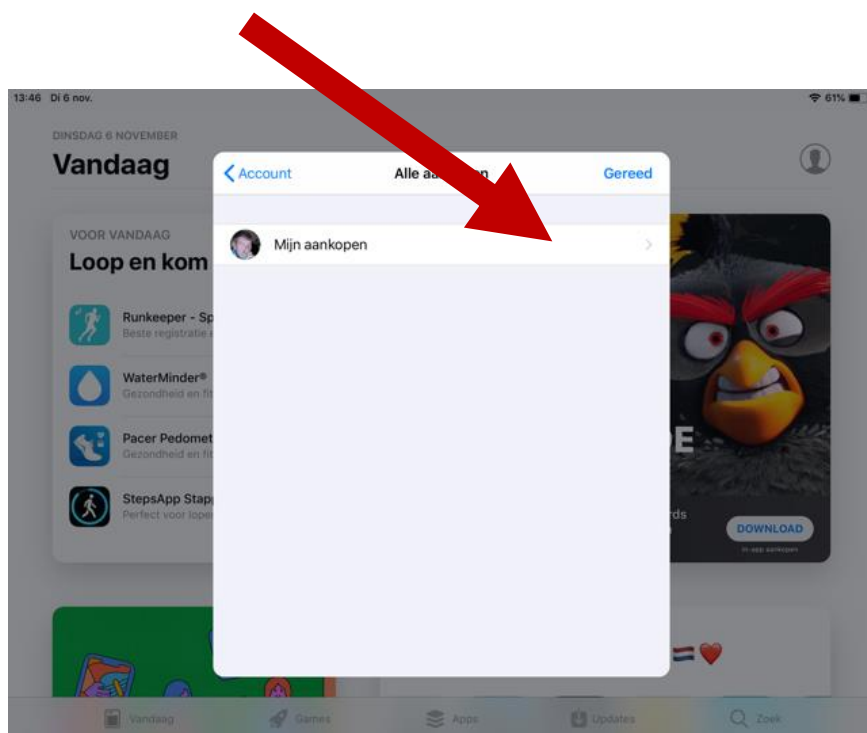 13:46 Di 6 nov.
61%
DINSDAG 6 NOVEMBER
Vandaag
Account
Alle
Gereed
Mijn aankopen
VOOR VANDAAG
Loop en kom
Runkeeper - Sp
Beste registratie
WaterMinder®
Gezondheid en fit
Pacer Pedomet
Gezondheid en fit
StepsApp Stap
Perfect voor lope
DE
rds
DOWNLOAD
In-app aankopen
Vandaag
Games
Apps
Updates
Zoek